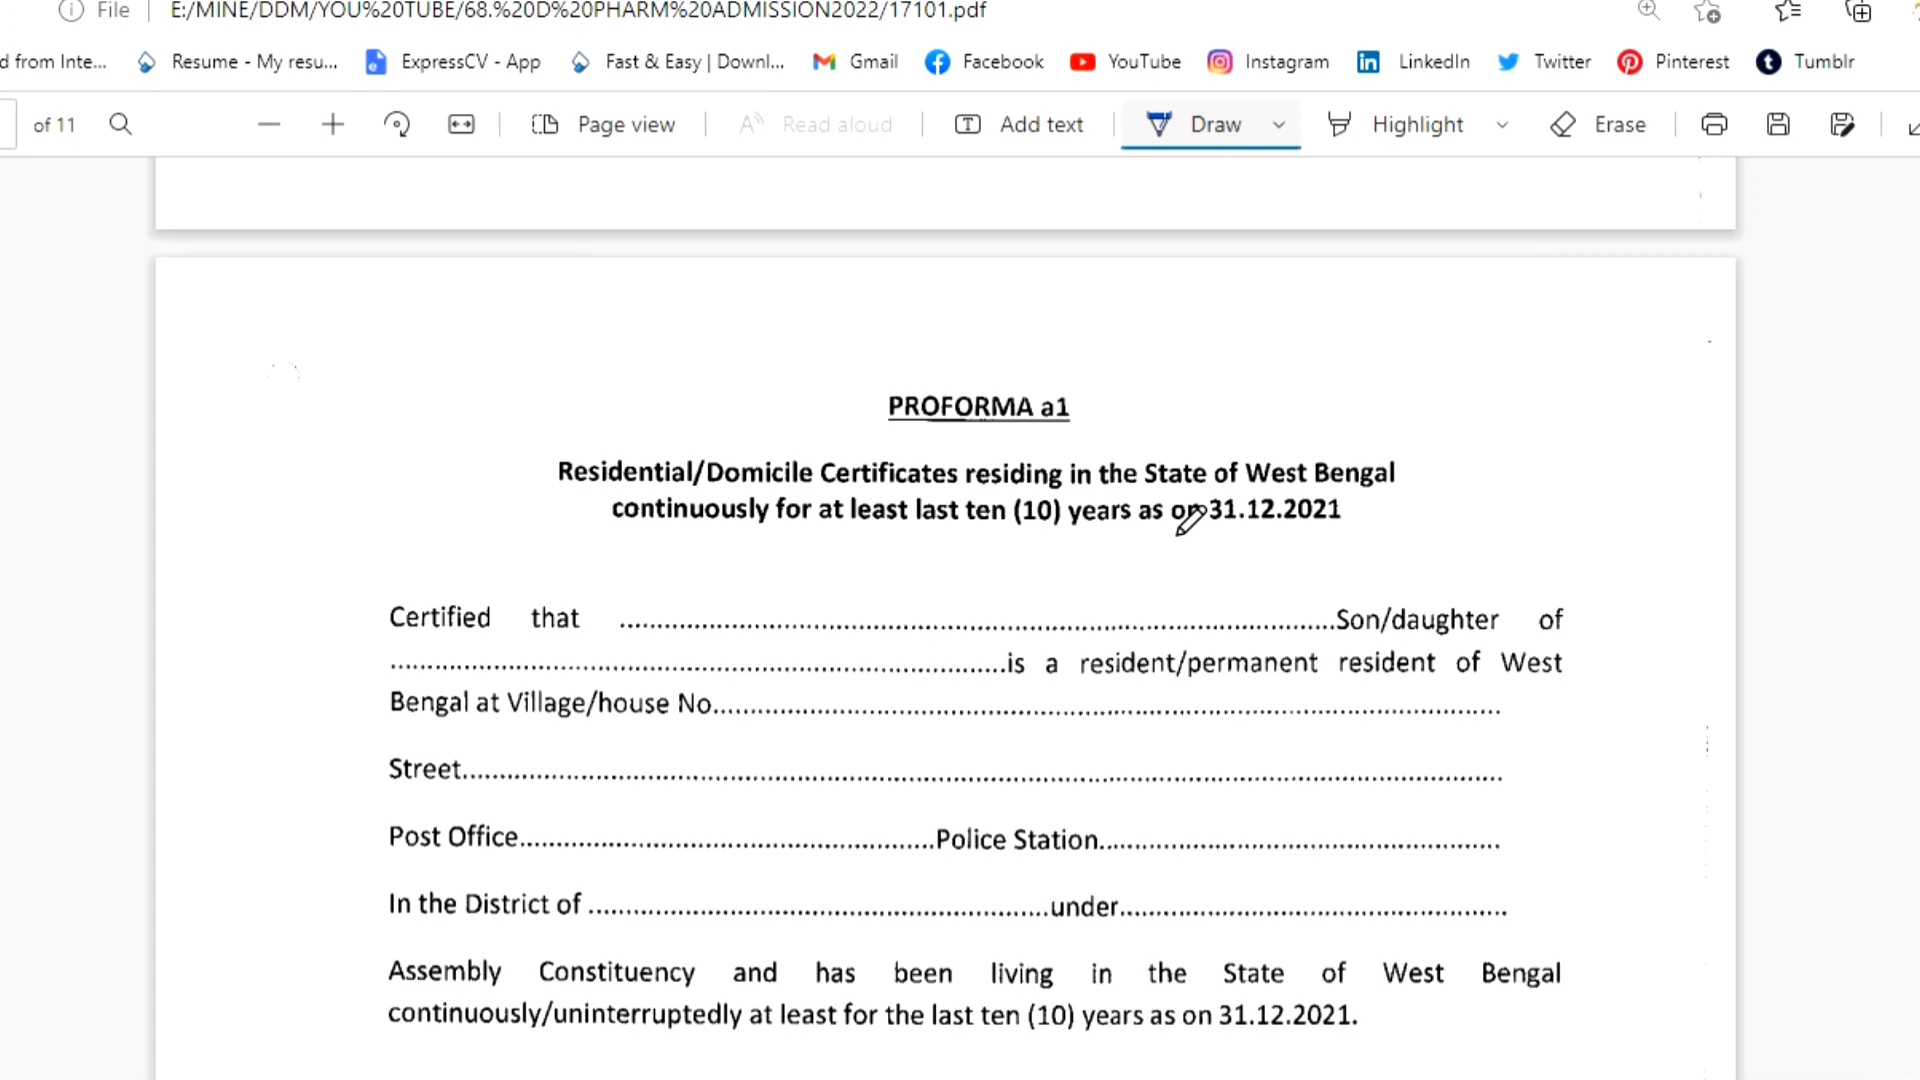 File | E:/MINE/DDM/YOU%20TUBE/68.%20D%20PHARM%20ADMISSION2022/17101.pdf
d from Inte... Resume - My resu... ExpressCV - App Fast & Easy | Downl... Gmail Facebook YouTube Instagram LinkedIn Twitter Pinterest Tumblr
of 11 Page view Read aloud Add text Draw Highlight Erase
PROFORMA a1
Residential/Domicile Certificates residing in the State of West Bengal
continuously for at least last ten (10) years as on 31.12.2021
Certified that ....................Son/daughter of
....................is a resident/permanent resident of West
Bengal at Village/house No....................
Street....................
Post Office....................Police Station....................
In the District of ....................under....................
Assembly Constituency and has been living in the State of West Bengal
continuously/uninterruptedly at least for the last ten (10) years as on 31.12.2021.